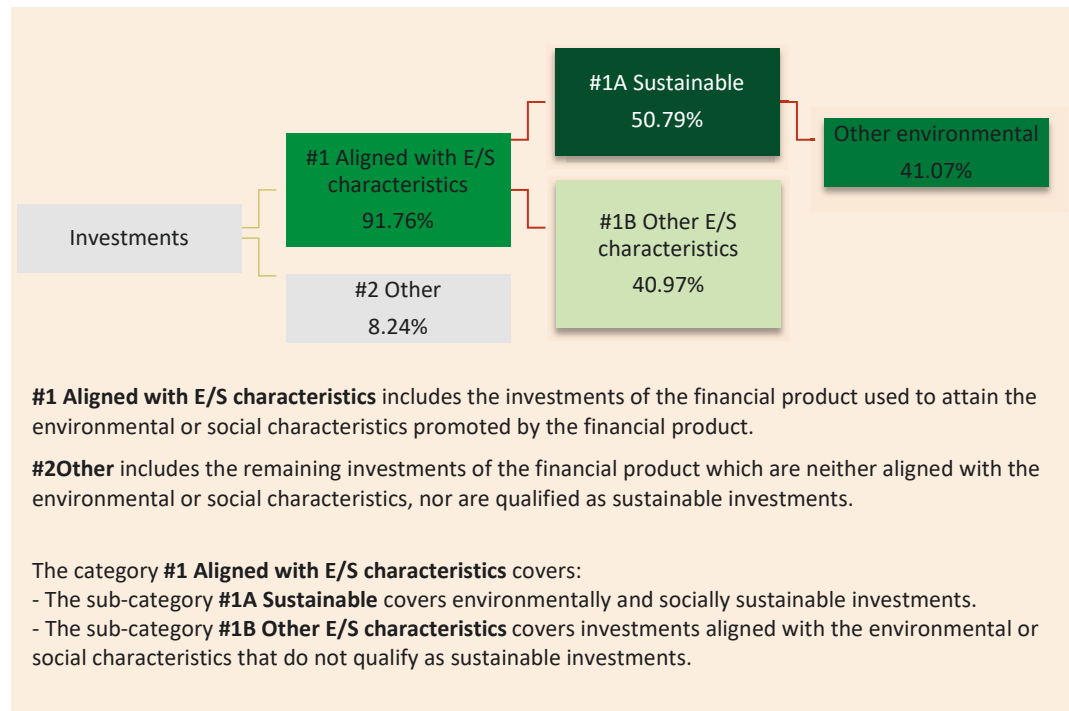 #1A Sustainable
50.79%
Other environmental
41.07%
#1 Aligned with E/S
characteristics
91.76%
#1B Other E/S
characteristics
40.97%
Investments
#2 Other
8.24%
#1 Aligned with E/S characteristics includes the investments of the financial product used to attain the
environmental or social characteristics promoted by the financial product.
#2Other includes the remaining investments of the financial product which are neither aligned with the
environmental or social characteristics, nor are qualified as sustainable investments.
The category #1 Aligned with E/S characteristics covers:
- The sub-category #1A Sustainable covers environmentally and socially sustainable investments.
- The sub-category #1B Other E/S characteristics covers investments aligned with the environmental or
social characteristics that do not qualify as sustainable investments.